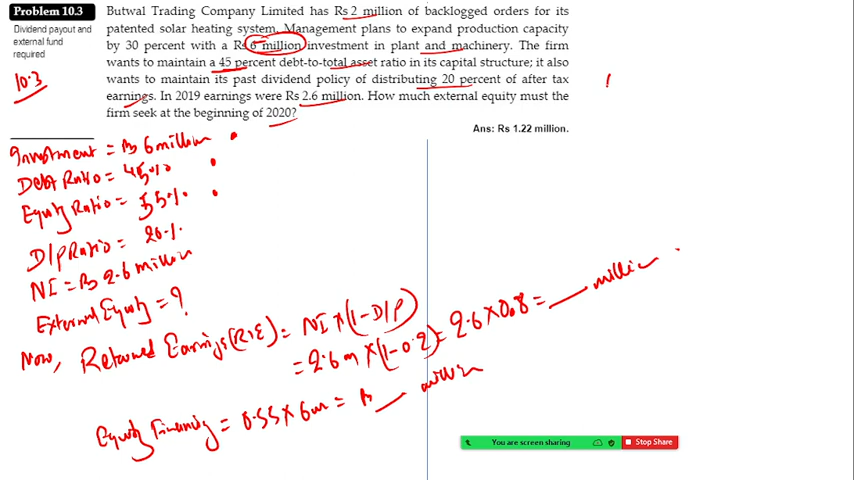 Problem 10.3
Dividend payout and
external fund
required
10.3
Butwal Trading Company Limited has Rs 2 million of backlogged orders for its
patented solar heating system. Management plans to expand production capacity
by 30 percent with a Rs 6 million investment in plant and machinery. The firm
wants to maintain a 45 percent debt-to-total asset ratio in its capital structure; it also
wants to maintain its past dividend policy of distributing 20 percent of after tax
earnings. In 2019 earnings were Rs 2.6 million. How much external equity must the
firm seek at the beginning of 2020?
Ans: Rs 1.22 million.
Investment = Rs 6 million
Debt Ratio = 45%
Equity Ratio = 55%
D/P Ratio = 20%
NI = Rs 2.6 million
External Equity = ?
Now, Retained Earnings (R/E) = NI x (1-D/P)
= 2.6 m x (1-0.2) = 2.6 x 0.8 = __ million
Equity Financing = 0.55 x 6m = Rs __ million
You are screen sharing
Stop Share